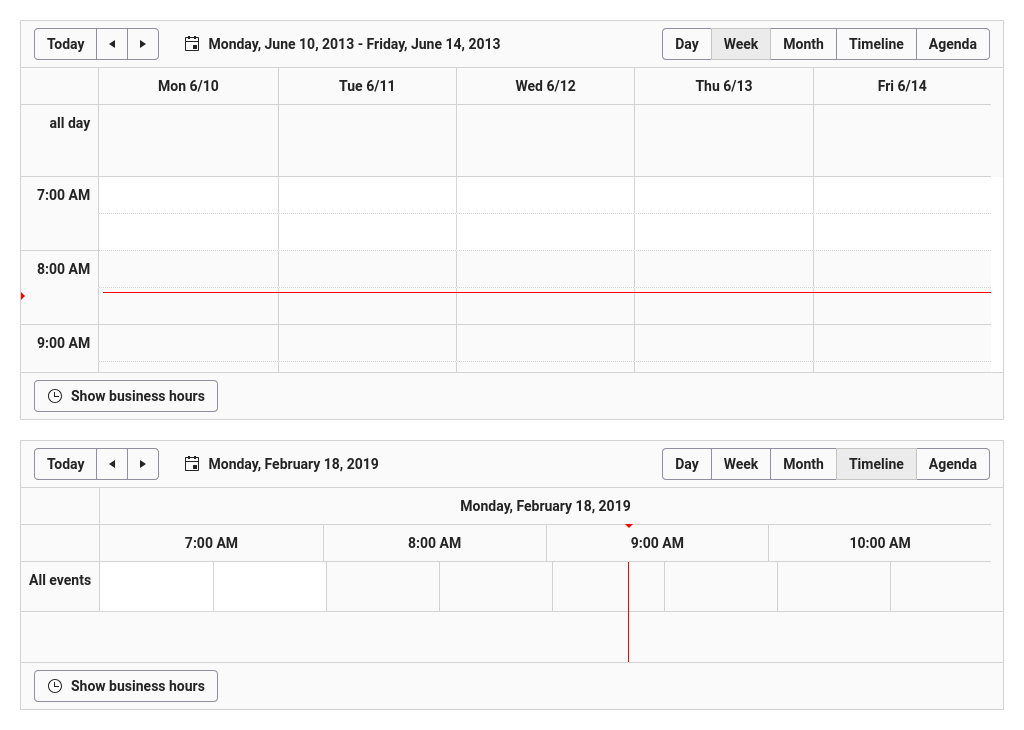 Today Monday, June 10, 2013 - Friday, June 14, 2013 Day Week Month Timeline Agenda
Mon 6/10 Tue 6/11 Wed 6/12 Thu 6/13 Fri 6/14
all day
7:00 AM
8:00 AM
9:00 AM
Show business hours
Today Monday, February 18, 2019 Day Week Month Timeline Agenda
Monday, February 18, 2019
7:00 AM 8:00 AM 9:00 AM 10:00 AM
All events
Show business hours